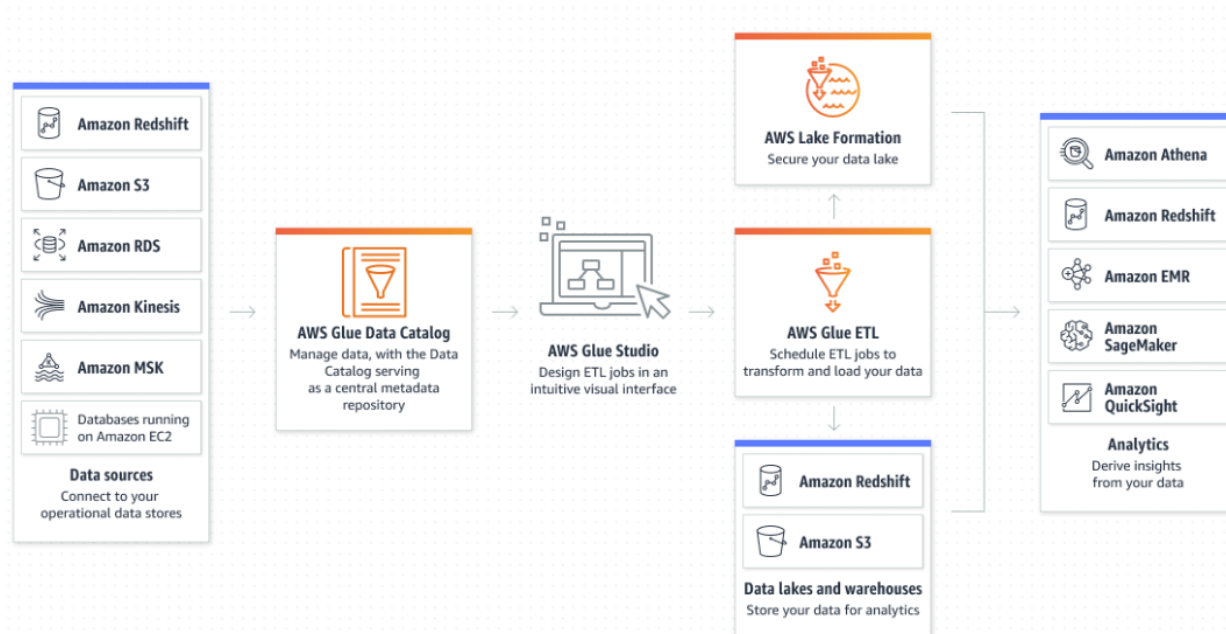 Amazon Redshift
Amazon S3
Amazon RDS
Amazon Kinesis
Amazon MSK
Databases running
on Amazon EC2
Data sources
Connect to your
operational data stores
AWS Glue Data Catalog
Manage data, with the Data
Catalog serving
as a central metadata
repository
AWS Glue Studio
Design ETL jobs in an
intuitive visual interface
AWS Lake Formation
Secure your data lake
AWS Glue ETL
Schedule ETL jobs to
transform and load your data
Amazon Redshift
Amazon S3
Data lakes and warehouses
Store your data for analytics
Amazon Athena
Amazon Redshift
Amazon EMR
Amazon
SageMaker
Amazon
QuickSight
Analytics
Derive insights
from your data